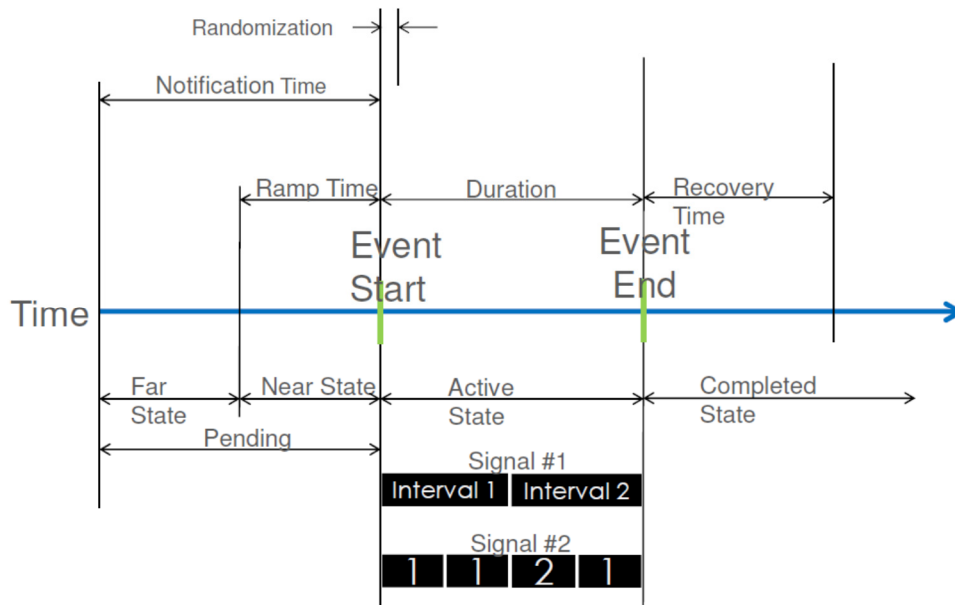 Randomization
Notification Time
Ramp Time
Duration
Recovery
Time
Event
Start
Event
End
Time
Far
State
Near State
Active
State
Completed
State
Pending
Signal #1
Interval 1
Interval 2
Signal #2
1
1
2
1